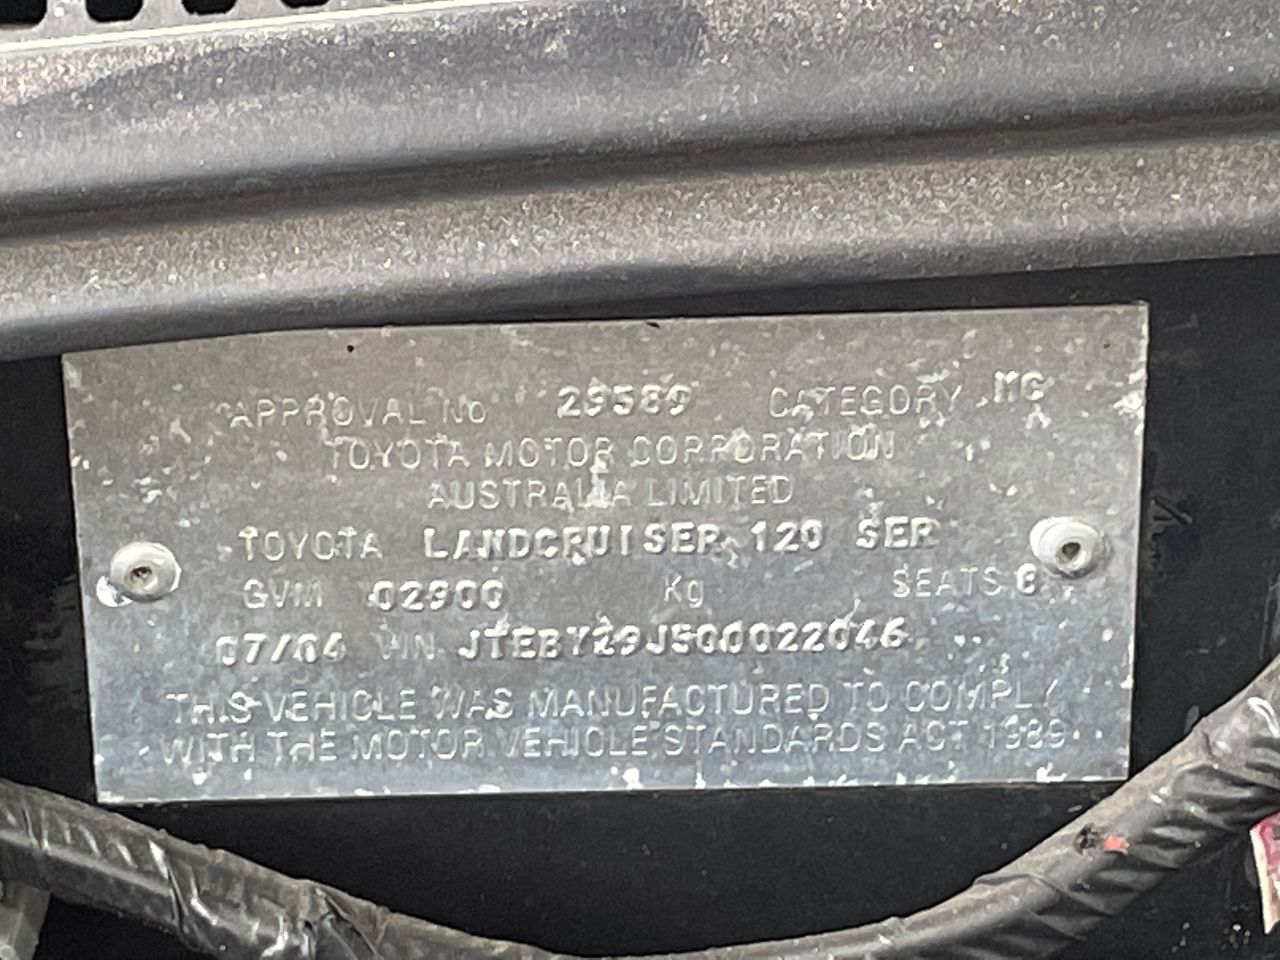 APPROVAL No 29589 CATEGORY MC
TOYOTA MOTOR CORPORATION
AUSTRALIA LIMITED
TOYOTA LANDCRUISER 120 SER
GVM 02900 Kg SEATS 8
07/04 VIN JTEBY29J500022046
THIS VEHICLE WAS MANUFACTURED TO COMPLY
WITH THE MOTOR VEHICLE STANDARDS ACT 1989